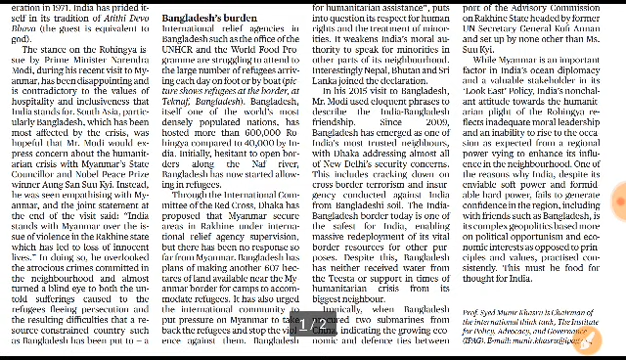 eration in 1971. India has prided it-
self in its tradition of Atithi Devo
Bhava (the guest is equivalent to
god).
The stance on the Rohingya is-
sue by Prime Minister Narendra
Modi, during his recent visit to My-
anmar, has been disappointing and
is contradictory to the values of
hospitality and inclusiveness that
India stands for. South Asia, partic-
ularly Bangladesh, which has been
most affected by the crisis, was
hopeful that Mr. Modi would ex-
press concern about the humanit-
arian crisis with Myanmar's State
Councillor and Nobel Peace Prize
winner Aung San Suu Kyi. Instead,
he was seen empathising with My-
anmar, and the joint statement at
the end of the visit said: "India
stands with Myanmar over the is-
sue of violence in the Rakhine state
which has led to loss of innocent
lives." In doing so, he overlooked
the atrocious crimes committed in
the neighbourhood and almost
turned a blind eye to both the un-
told sufferings caused to the
refugees fleeing persecution and
the resulting difficulties that a re-
source constrained country such
as Bangladesh has been put to – a
Bangladesh's burden
International relief agencies in
Bangladesh such as the office of the
UNHCR and the World Food Pro-
gramme are struggling to attend to
the large number of refugees arriv-
ing each day on foot or by boat (pic-
ture shows refugees at the border, at
Teknaf, Bangladesh). Bangladesh,
itself one of the world's most
densely populated nations, has
hosted more than 600,000 Ro-
hingya compared to 40,000 by In-
dia. Initially, hesitant to open bor-
ders along the Naf river,
Bangladesh has now started allow-
ing in refugees.
Through the International Com-
mittee of the Red Cross, Dhaka has
proposed that Myanmar secure
areas in Rakhine under interna-
tional relief agency supervision,
but there has been no response so
far from Myanmar. Bangladesh has
plans of making another 607 hec-
tares of land available near the My-
anmar border for camps to accom-
modate refugees. It has also urged
the international community to
put pressure on Myanmar to take
back the refugees and stop the viol-
ence against them. Bangladesh
for humanitarian assistance", puts
into question its respect for human
rights and the treatment of minor-
ities. It weakens India's moral au-
thority to speak for minorities in
other parts of its neighbourhood.
Interestingly Nepal, Bhutan and Sri
Lanka joined the declaration.
In his 2015 visit to Bangladesh,
Mr. Modi used eloquent phrases to
describe the India-Bangladesh
friendship. Since 2009,
Bangladesh has emerged as one of
India's most trusted neighbours,
with Dhaka addressing almost all
of New Delhi's security concerns.
This includes cracking down on
cross border terrorism and insur-
gency conducted against India
from Bangladeshi soil. The India-
Bangladesh border today is one of
the safest for India, enabling
massive redeployment of its vital
border resources for other pur-
poses. Despite this, Bangladesh
has neither received water from
the Teesta or support in times of
humanitarian crisis from its
biggest neighbour.
Ironically, when Bangladesh
procured two submarines from
China, indicating the growing eco-
nomic and defence ties between
port of the Advisory Commission
on Rakhine State headed by former
UN Secretary General Kofi Annan
and set up by none other than Ms.
Suu Kyi.
While Myanmar is an important
factor in India's ocean diplomacy
and a valuable stakeholder in its
'Look East' Policy, India's nonchal-
ant attitude towards the humanit-
arian plight of the Rohingya re-
flects inadequate moral leadership
and an inability to rise to the occa-
sion as expected from a regional
power vying to enhance its influ-
ence in the neighbourhood. One of
the reasons why India, despite its
enviable soft power and formid-
able hard power, fails to generate
confidence in the region, including
with friends such as Bangladesh, is
its complex geopolitics based more
on political opportunism and eco-
nomic interests as opposed to prin-
ciples and values, practised con-
sistently. This must be food for
thought for India.
Prof. Syed Munir Khasru is Chairman of
the international think tank, The Institute
for Policy, Advocacy, and Governance
(IPAG). E-mail: munir.khasru@ipag
1/2